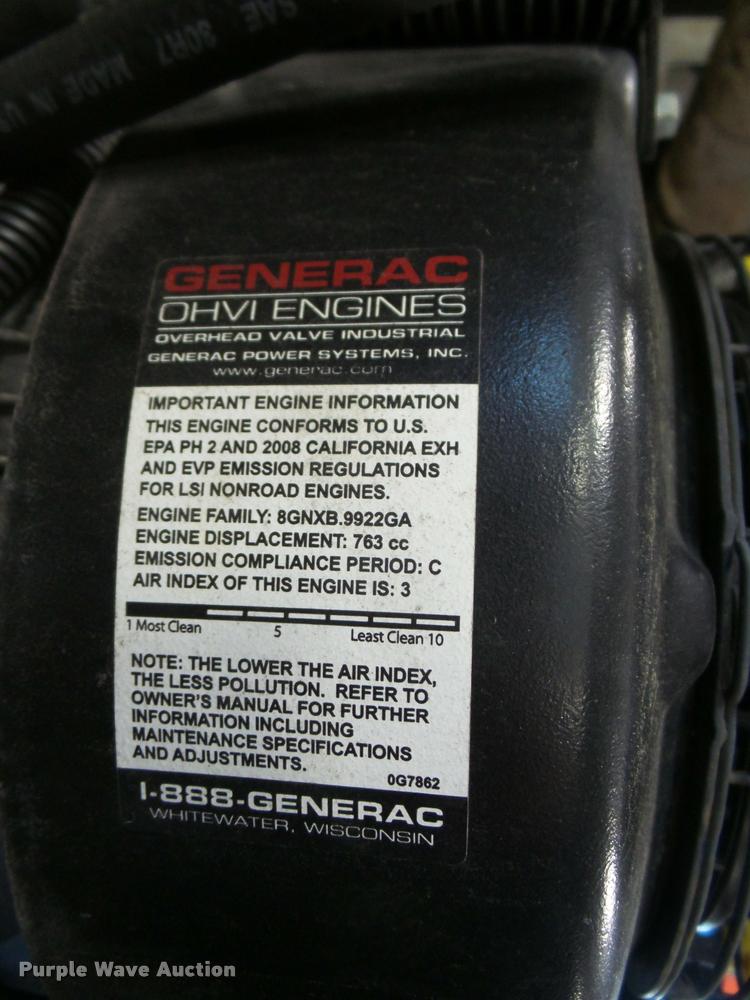 SAE 30R7 MADE IN
GENERAC
OHVI ENGINES
OVERHEAD VALVE INDUSTRIAL
GENERAC POWER SYSTEMS, INC.
www.generac.com
IMPORTANT ENGINE INFORMATION
THIS ENGINE CONFORMS TO U.S.
EPA PH 2 AND 2008 CALIFORNIA EXH
AND EVP EMISSION REGULATIONS
FOR LSI NONROAD ENGINES.
ENGINE FAMILY: 8GNXB.9922GA
ENGINE DISPLACEMENT: 763 cc
EMISSION COMPLIANCE PERIOD: C
AIR INDEX OF THIS ENGINE IS: 3
1 Most Clean 5 Least Clean 10
NOTE: THE LOWER THE AIR INDEX,
THE LESS POLLUTION. REFER TO
OWNER'S MANUAL FOR FURTHER
INFORMATION INCLUDING
MAINTENANCE SPECIFICATIONS
AND ADJUSTMENTS.
0G7862
1-888-GENERAC
WHITEWATER, WISCONSIN
Purple Wave Auction